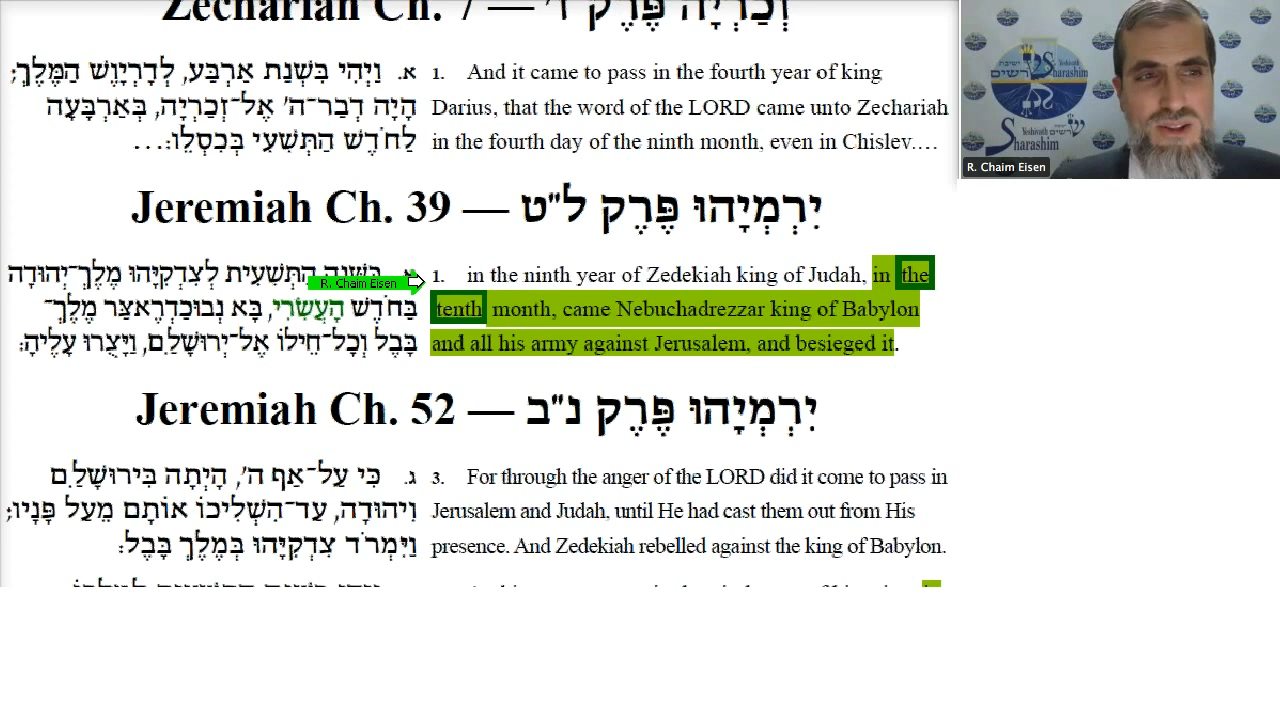 Zechariah Ch. 7 — זְכַרְיָה פֶּרֶק ז'
א. וַיְהִי בִּשְׁנַת אַרְבַּע, לְדָרְיָוֶשׁ הַמֶּלֶךְ;
הָיָה דְבַר־ה' אֶל־זְכַרְיָה, בְּאַרְבָּעָה
לַחֹדֶשׁ הַתְּשִׁעִי בְּכִסְלֵו:…
1. And it came to pass in the fourth year of king
Darius, that the word of the LORD came unto Zechariah
in the fourth day of the ninth month, even in Chislev.…
Jeremiah Ch. 39 — יִרְמְיָהוּ פֶּרֶק ל"ט
א. בַּשָּׁנָה הַתְּשִׁעִית לְצִדְקִיָּהוּ מֶלֶךְ־יְהוּדָה
בַּחֹדֶשׁ הָעֲשִׂרִי, בָּא נְבוּכַדְרֶאצַּר מֶלֶךְ־
בָּבֶל וְכָל־חֵילוֹ אֶל־יְרוּשָׁלִַם, וַיָּצֻרוּ עָלֶיהָ:
R. Chaim Eisen
1. in the ninth year of Zedekiah king of Judah, in the
tenth month, came Nebuchadrezzar king of Babylon
and all his army against Jerusalem, and besieged it.
Jeremiah Ch. 52 — יִרְמְיָהוּ פֶּרֶק נ"ב
ג. כִּי עַל־אַף ה', הָיְתָה בִּירוּשָׁלִַם
וִיהוּדָה, עַד־הִשְׁלִיכוֹ אוֹתָם מֵעַל פָּנָיו;
וַיִּמְרֹד צִדְקִיָּהוּ בְּמֶלֶךְ בָּבֶל:
3. For through the anger of the LORD did it come to pass in
Jerusalem and Judah, until He had cast them out from His
presence. And Zedekiah rebelled against the king of Babylon.
ישיבת שרשים
Yeshivath Sharashim
R. Chaim Eisen